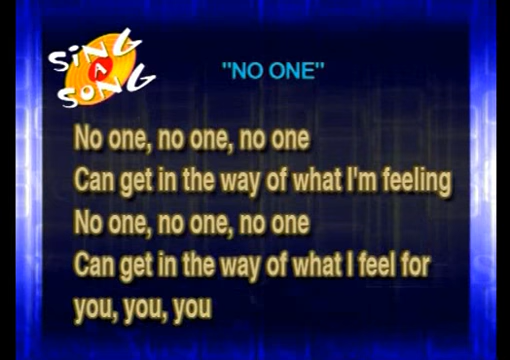 SiNG
A
SONG
"NO ONE"
No one, no one, no one
Can get in the way of what I'm feeling
No one, no one, no one
Can get in the way of what I feel for
you, you, you